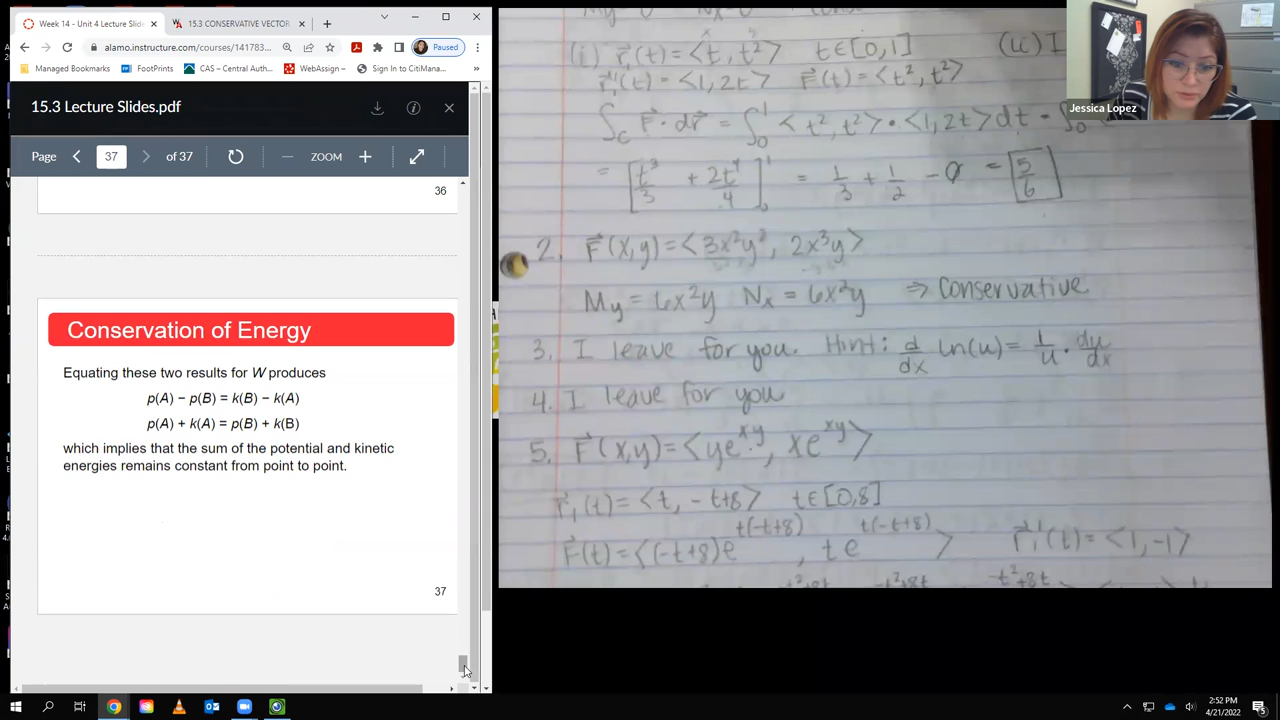 Week 14 - Unit 4 Lecture Slides.p
15.3 CONSERVATIVE VECTOR
alamo.instructure.com/courses/141783...
Paused
Managed Bookmarks
FootPrints
CAS – Central Auth...
WebAssign –
Sign In to CitiMana...
15.3 Lecture Slides.pdf
Page
37
of 37
ZOOM
36
Conservation of Energy
Equating these two results for W produces
p(A) − p(B) = k(B) − k(A)
p(A) + k(A) = p(B) + k(B)
which implies that the sum of the potential and kinetic
energies remains constant from point to point.
37
(i) r⃗₁(t) = <t, t²> t∈[0,1]
r⃗₁'(t) = <1, 2t> F⃗(t) = <t², t²>
∫_C F⃗ · dr⃗ = ∫₀¹ <t², t²> · <1, 2t> dt = ∫₀
= [t³/3 + 2t⁴/4]₀¹ = 1/3 + 1/2 − 0 = 5/6
2. F⃗(x,y) = <3x²y², 2x³y>
My = 6x²y Nx = 6x²y ⇒ Conservative
3. I leave for you. Hint: d/dx ln(u) = 1/u · du/dx
4. I leave for you
5. F⃗(x,y) = <ye^xy, xe^xy>
r⃗₁(t) = <t, -t+8> t∈[0,8]
F⃗(t) = <(-t+8)e^t(-t+8), te^t(-t+8)> r⃗₁'(t) = <1, -1>
Jessica Lopez
2:52 PM
4/21/2022